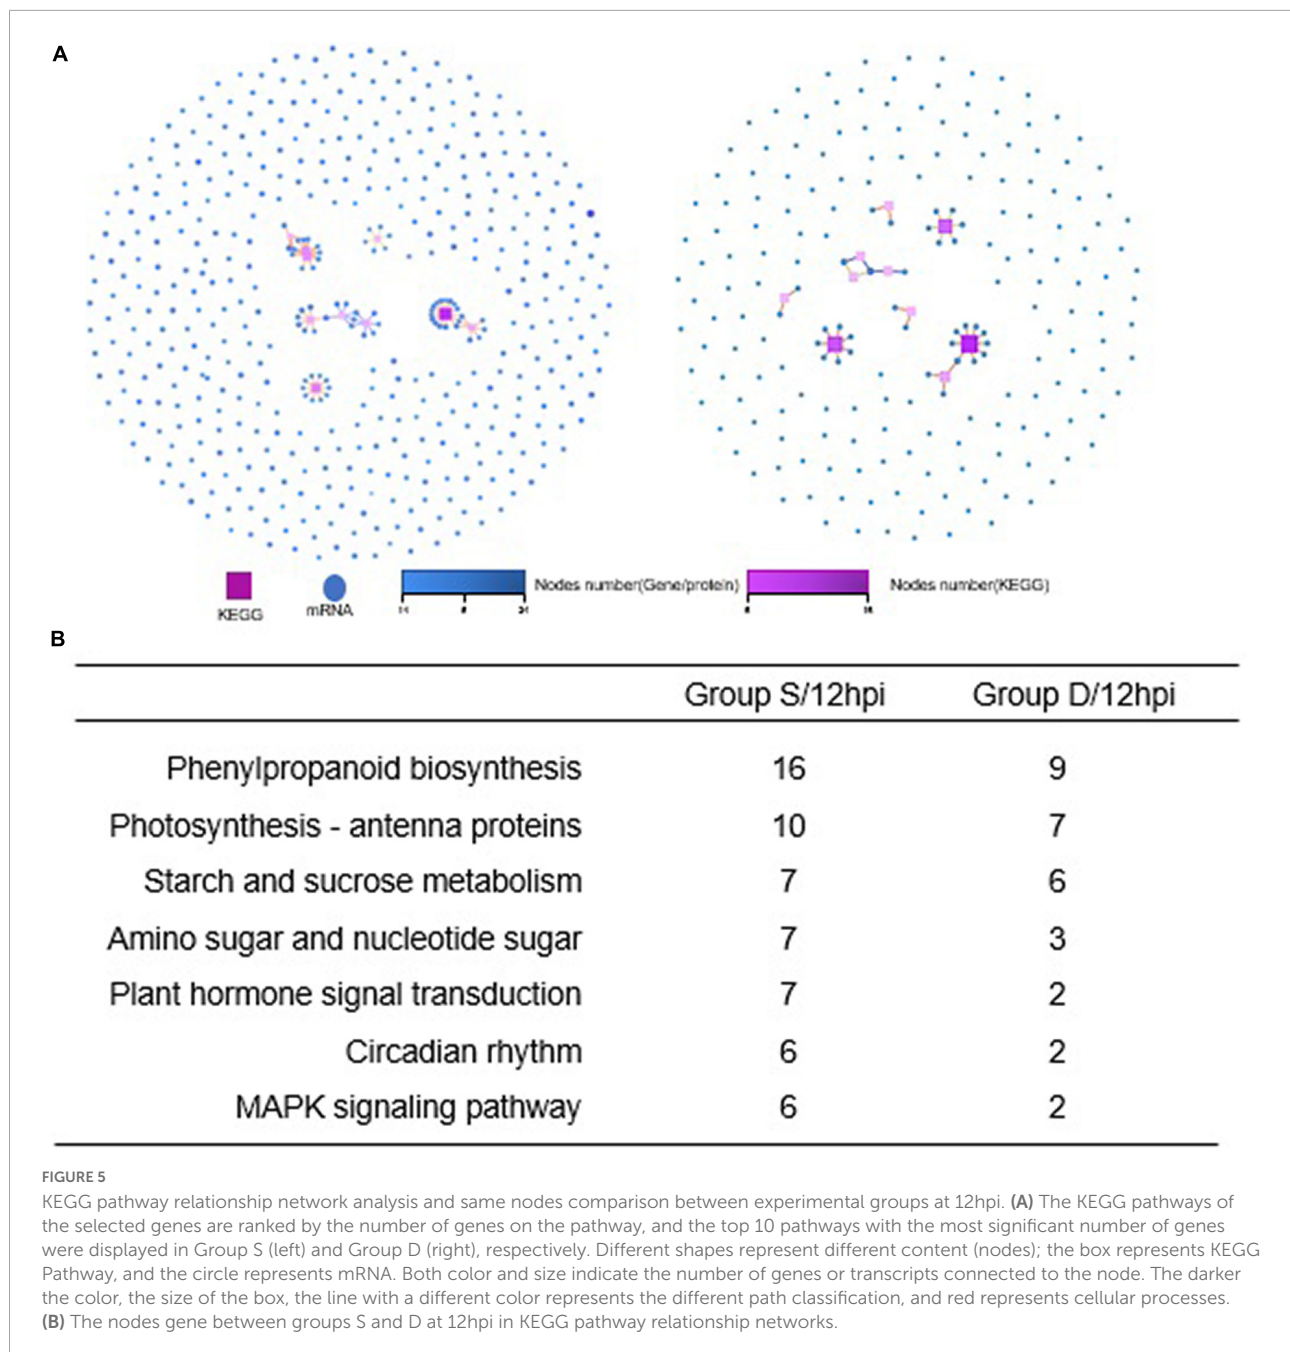 A
KEGG
mRNA
Nodes number(Gene/protein)
Nodes number(KEGG)
B
Group S/12hpi Group D/12hpi
Phenylpropanoid biosynthesis 16 9
Photosynthesis - antenna proteins 10 7
Starch and sucrose metabolism 7 6
Amino sugar and nucleotide sugar 7 3
Plant hormone signal transduction 7 2
Circadian rhythm 6 2
MAPK signaling pathway 6 2
FIGURE 5
KEGG pathway relationship network analysis and same nodes comparison between experimental groups at 12hpi. (A) The KEGG pathways of
the selected genes are ranked by the number of genes on the pathway, and the top 10 pathways with the most significant number of genes
were displayed in Group S (left) and Group D (right), respectively. Different shapes represent different content (nodes); the box represents KEGG
Pathway, and the circle represents mRNA. Both color and size indicate the number of genes or transcripts connected to the node. The darker
the color, the size of the box, the line with a different color represents the different path classification, and red represents cellular processes.
(B) The nodes gene between groups S and D at 12hpi in KEGG pathway relationship networks.